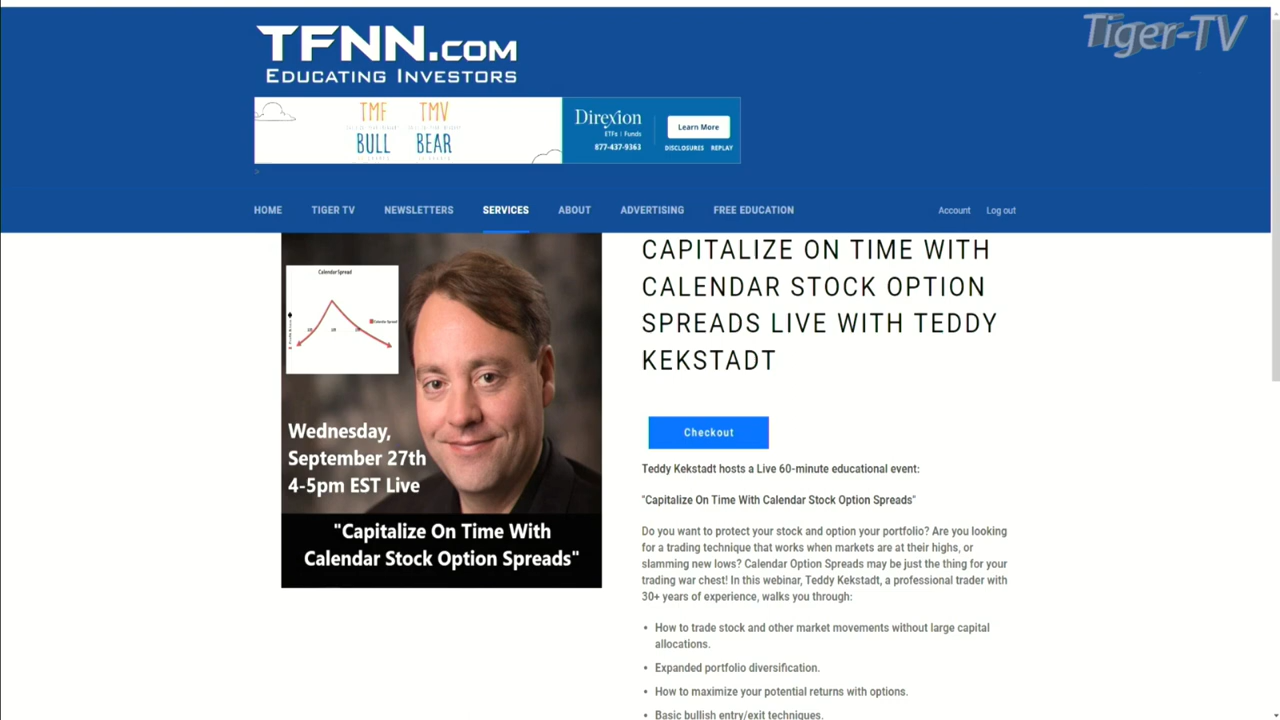 Tiger-TV
TFNN.COM
EDUCATING INVESTORS
TMF TMV
BULL BEAR
Direxion
ETFs | Funds
877-437-9363
Learn More
DISCLOSURES REPLAY
>
HOME TIGER TV NEWSLETTERS SERVICES ABOUT ADVERTISING FREE EDUCATION Account Log out
Calendar Spread
Calendar Spread
Wednesday,
September 27th
4-5pm EST Live
"Capitalize On Time With
Calendar Stock Option Spreads"
CAPITALIZE ON TIME WITH
CALENDAR STOCK OPTION
SPREADS LIVE WITH TEDDY
KEKSTADT
Checkout
Teddy Kekstadt hosts a Live 60-minute educational event:
"Capitalize On Time With Calendar Stock Option Spreads"
Do you want to protect your stock and option your portfolio? Are you looking
for a trading technique that works when markets are at their highs, or
slamming new lows? Calendar Option Spreads may be just the thing for your
trading war chest! In this webinar, Teddy Kekstadt, a professional trader with
30+ years of experience, walks you through:
• How to trade stock and other market movements without large capital
allocations.
• Expanded portfolio diversification.
• How to maximize your potential returns with options.
• Basic bullish entry/exit techniques.